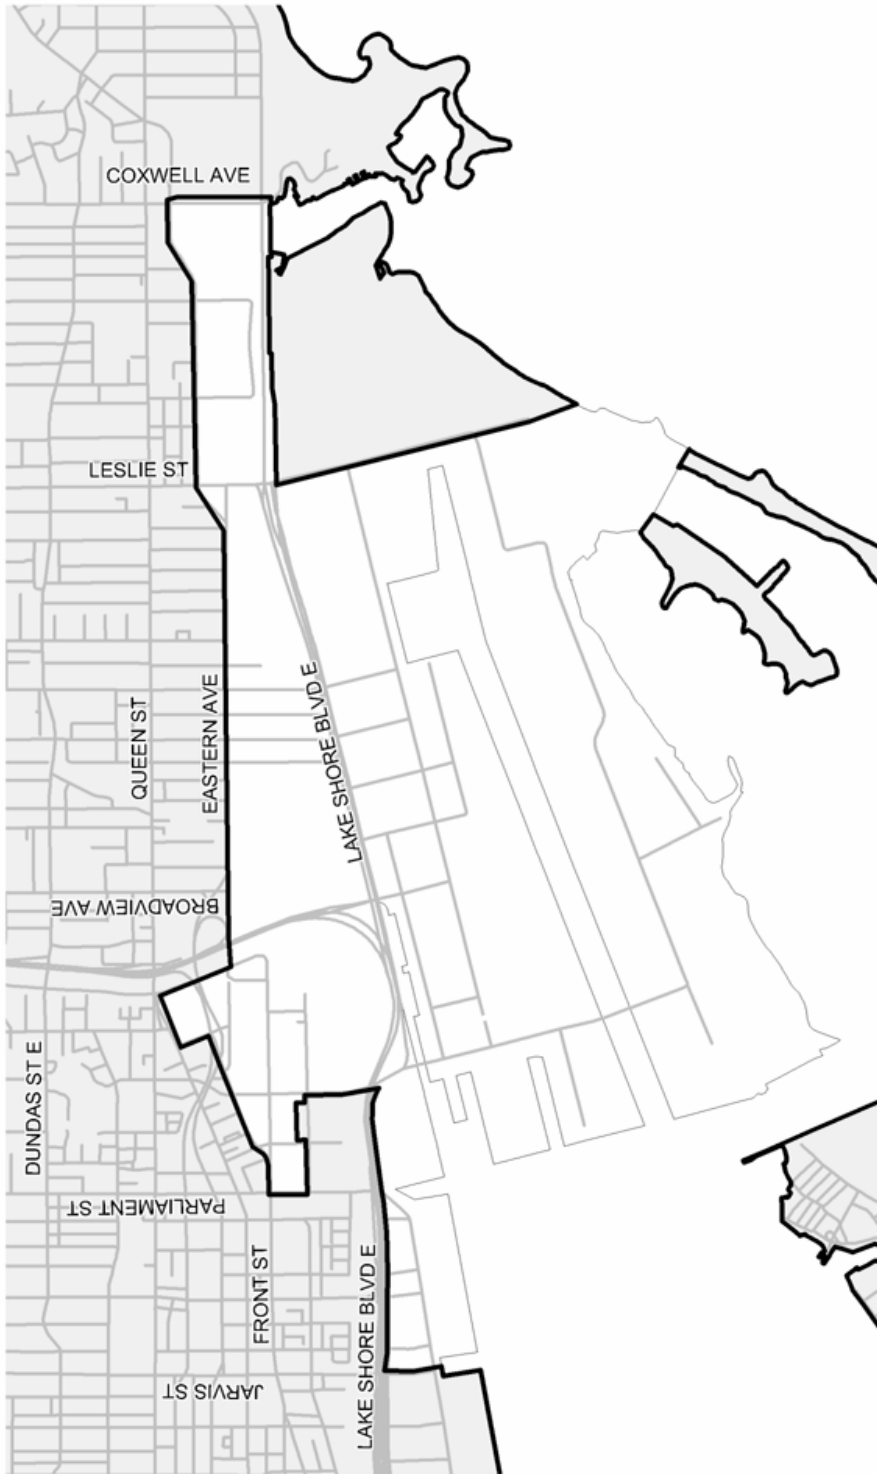 COXWELL AVE
LESLIE ST
QUEEN ST
EASTERN AVE
LAKE SHORE BLVD E
BROADVIEW AVE
DUNDAS ST E
PARLIAMENT ST
FRONT ST
LAKE SHORE BLVD E
JARVIS ST